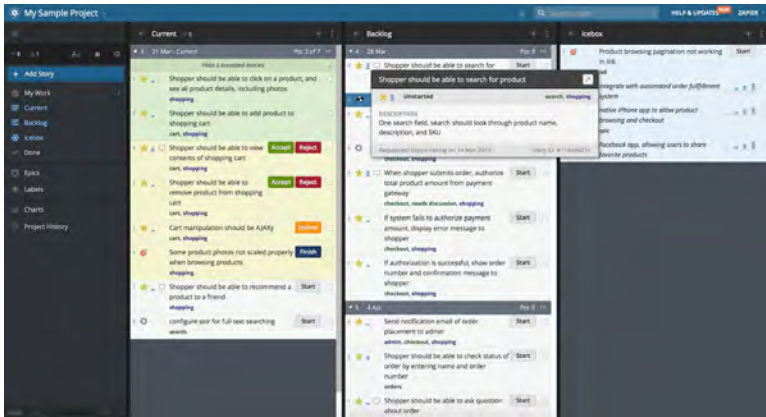 My Sample Project
HELP & UPDATES
ZAPIER
+ Add Story
My Work
Current
Backlog
Icebox
Done
Epics
Labels
Charts
Project History
Current
21 Mar - Current
Pts: 2 of 7
Hide 2 accepted stories
Shopper should be able to click on a product, and
see all product details, including photos
shopping
Shopper should be able to add product to
shopping cart
cart, shopping
Shopper should be able to view
contents of shopping cart
Accept Reject
cart, shopping
Shopper should be able to
remove product from shopping
cart
Accept Reject
cart, shopping
Cart manipulation should be AJAXy
Deliver
cart, shopping
Some product photos not scaled properly
when browsing products
Finish
shopping
Shopper should be able to recommend a
product to a friend
Start
shopping
configure solr for full text searching
Start
search
Backlog
4 28 Mar
Pts: 8
Shopper should be able to search for
Start
Shopper should be able to search for product
Unstarted
search, shopping
DESCRIPTION
One search field, search should look through product name,
description, and SKU
checkout, shopping
When shopper submits order, authorize
total product amount from payment
gateway
Start
checkout, needs discussion, shopping
If system fails to authorize payment
amount, display error message to
shopper
Start
checkout, shopping
If authorization is successful, show order
number and confirmation message to
shopper
Start
checkout, shopping
5 4 Apr
Pts: 8
Send notification email of order
placement to admin
Start
admin, checkout, shopping
Shopper should be able to check status of
order by entering name and order
number
Start
orders
Shopper should be able to ask question
about order
Start
Icebox
Product browsing pagination not working
in IE6
Start
integrate with automated order fulfillment
system
native iPhone app to allow product
browsing and checkout
facebook app, allowing users to share
favorite products